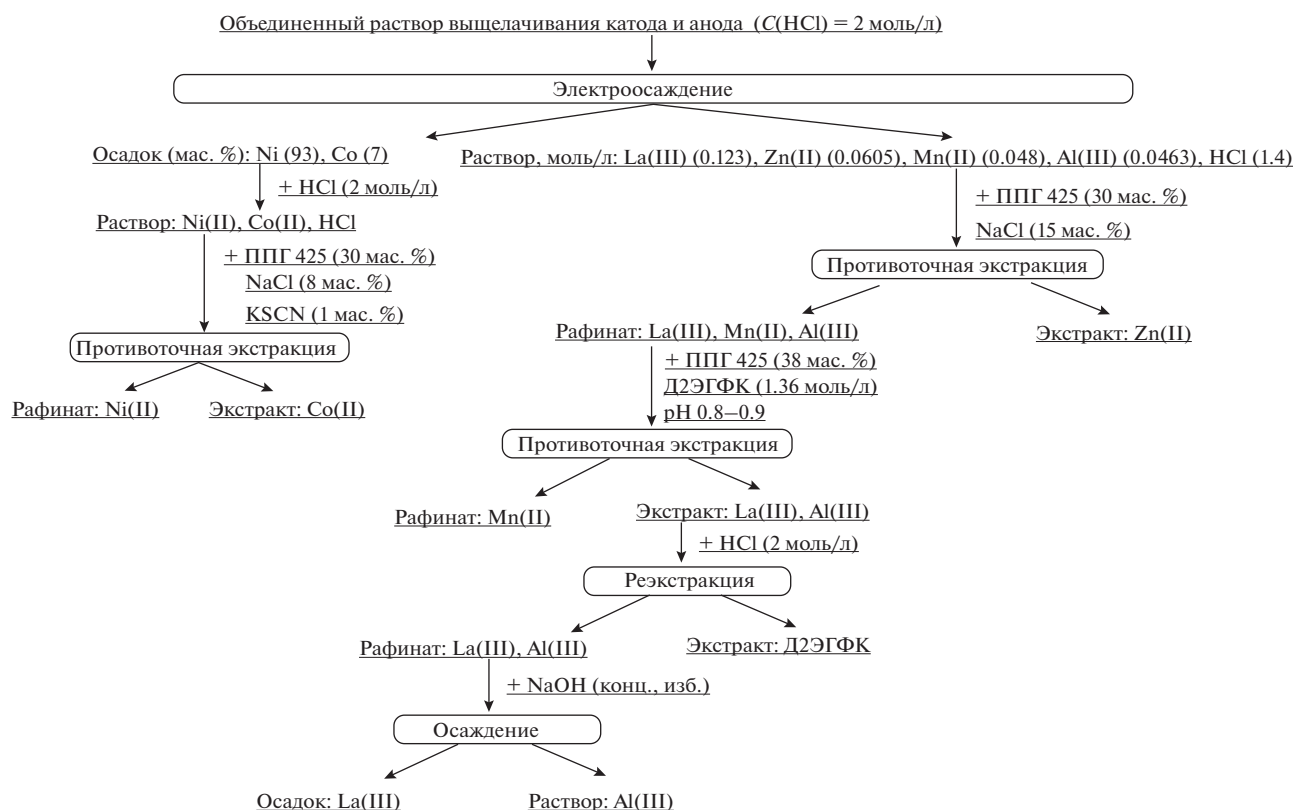 Объединенный раствор выщелачивания катода и анода (C(HCl) = 2 моль/л)
Электроосаждение
Осадок (мас. %): Ni (93), Co (7)
Раствор, моль/л: La(III) (0.123), Zn(II) (0.0605), Mn(II) (0.048), Al(III) (0.0463), HCl (1.4)
+ HCl (2 моль/л)
Раствор: Ni(II), Co(II), HCl
+ ППГ 425 (30 мас. %)
NaCl (8 мас. %)
KSCN (1 мас. %)
Противоточная экстракция
Рафинат: Ni(II)
Экстракт: Co(II)
+ ППГ 425 (30 мас. %)
NaCl (15 мас. %)
Противоточная экстракция
Рафинат: La(III), Mn(II), Al(III)
Экстракт: Zn(II)
+ ППГ 425 (38 мас. %)
Д2ЭГФК (1.36 моль/л)
pH 0.8–0.9
Противоточная экстракция
Рафинат: Mn(II)
Экстракт: La(III), Al(III)
+ HCl (2 моль/л)
Реэкстракция
Рафинат: La(III), Al(III)
Экстракт: Д2ЭГФК
+ NaOH (конц., изб.)
Осаждение
Осадок: La(III)
Раствор: Al(III)